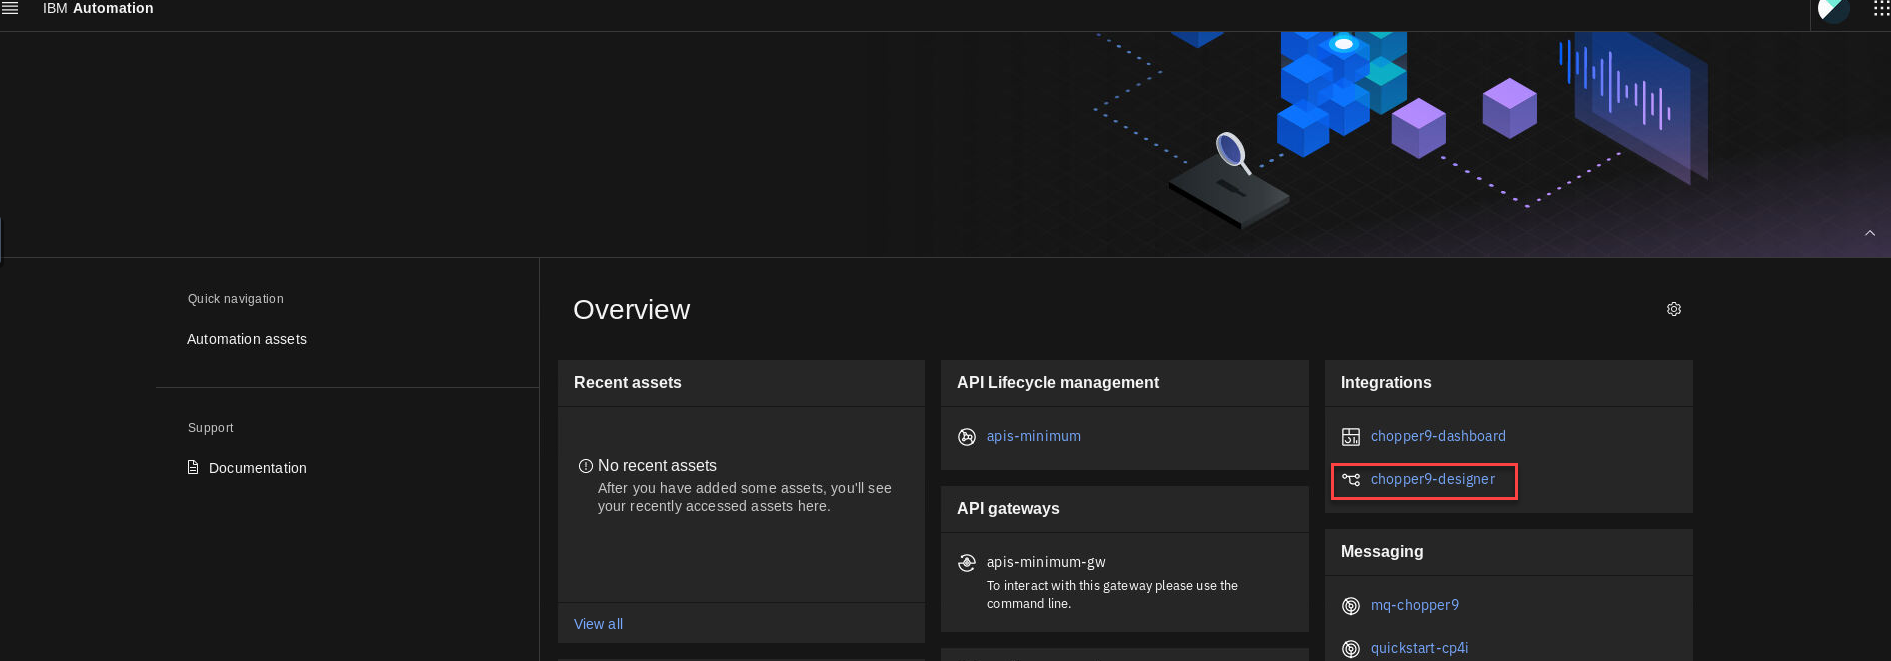 IBM Automation
Quick navigation
Automation assets
Support
Documentation
Overview
Recent assets
No recent assets
After you have added some assets, you'll see
your recently accessed assets here.
View all
API Lifecycle management
apis-minimum
API gateways
apis-minimum-gw
To interact with this gateway please use the
command line.
Integrations
chopper9-dashboard
chopper9-designer
Messaging
mq-chopper9
quickstart-cp4i